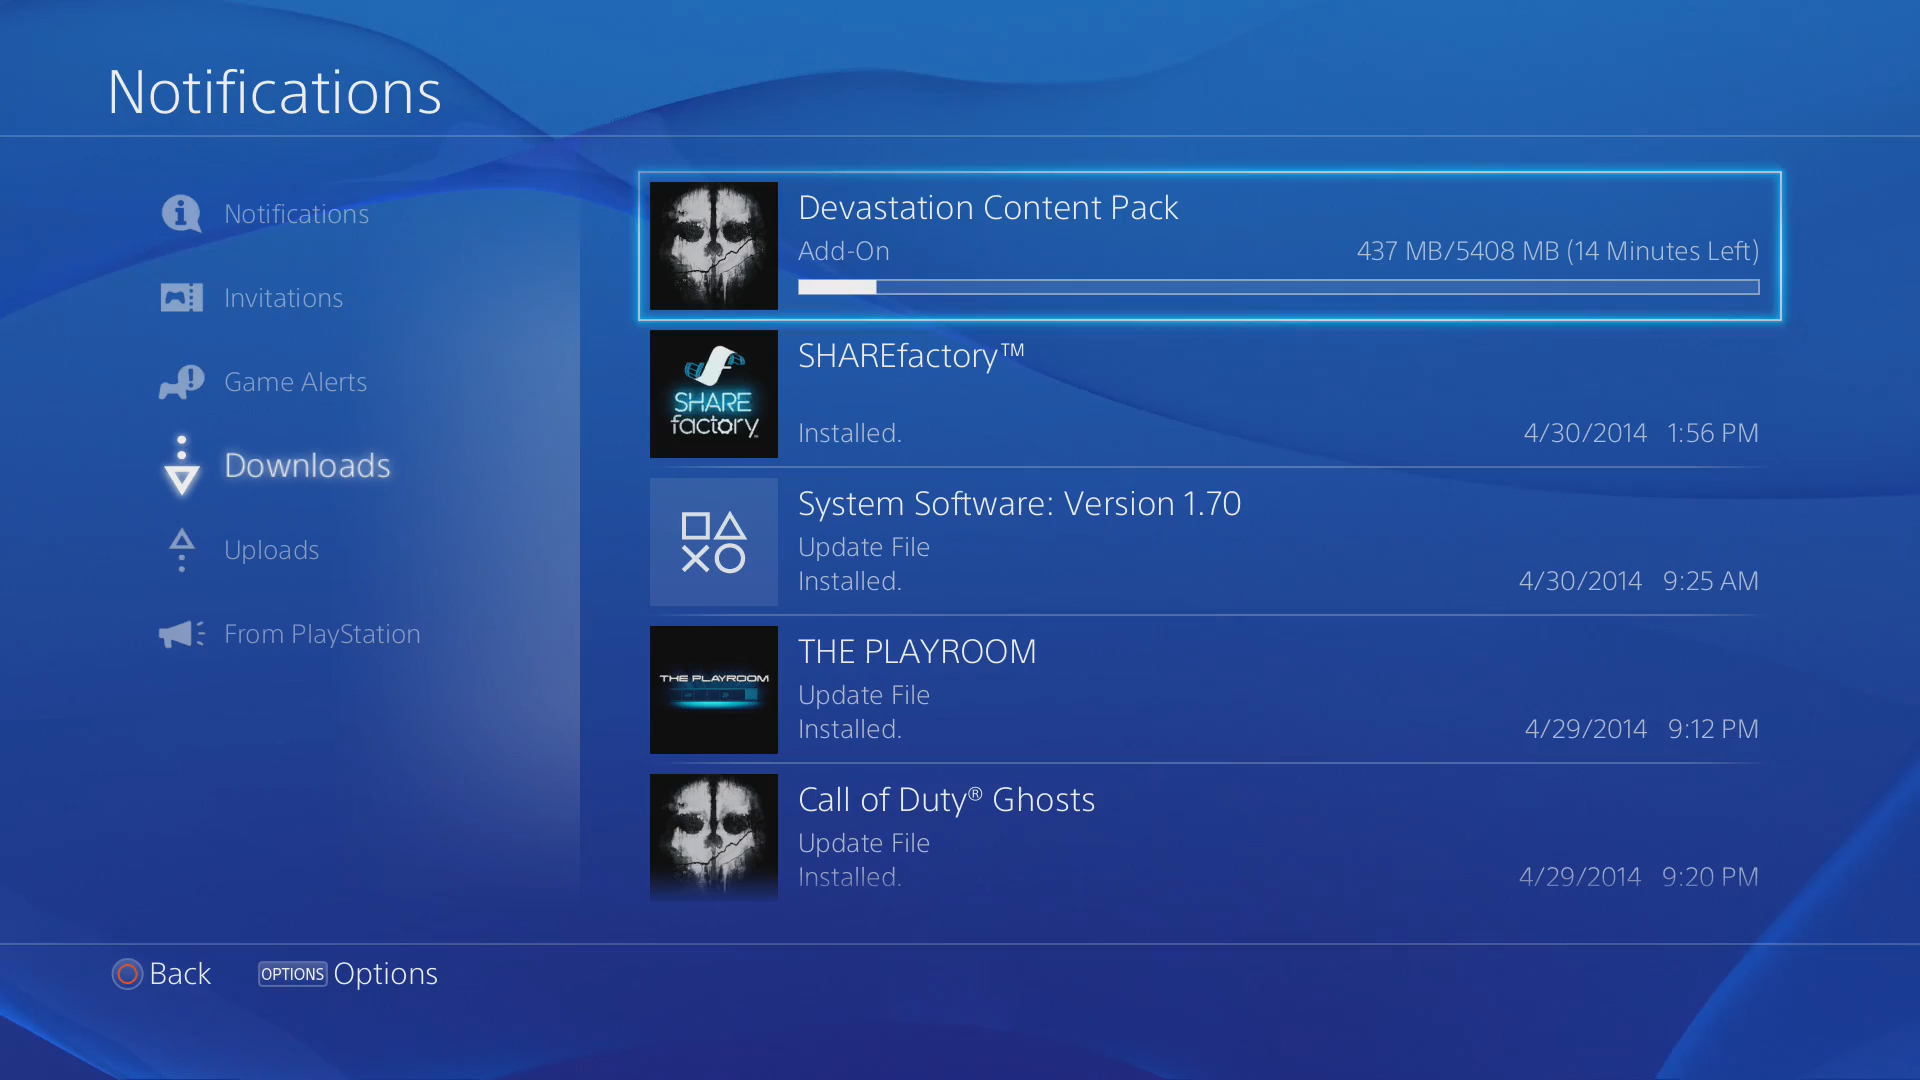 Notifications
Notifications
Invitations
Game Alerts
Downloads
Uploads
From PlayStation
Devastation Content Pack
Add-On 437 MB/5408 MB (14 Minutes Left)
SHARE
factory™
SHAREfactory™
Installed. 4/30/2014 1:56 PM
System Software: Version 1.70
Update File
Installed. 4/30/2014 9:25 AM
THE PLAYROOM
THE PLAYROOM
Update File
Installed. 4/29/2014 9:12 PM
Call of Duty® Ghosts
Update File
Installed. 4/29/2014 9:20 PM
Back OPTIONS Options